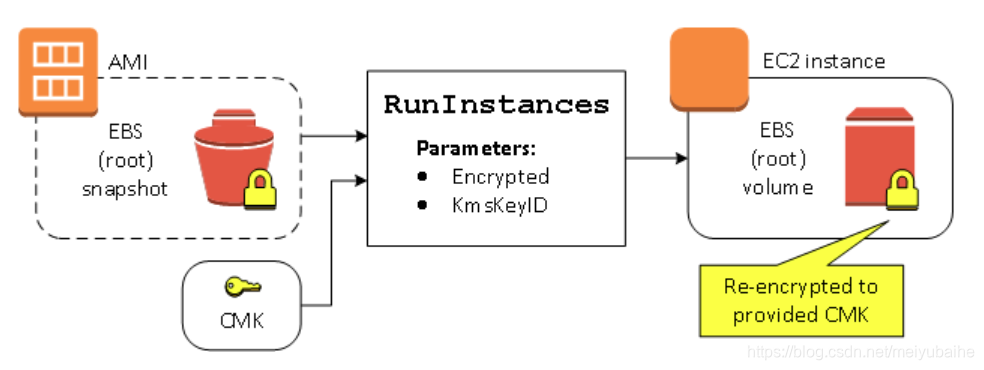 AMI
EBS
(root)
snapshot
CMK
RunInstances
Parameters:
● Encrypted
● KmsKeyID
EC2 instance
EBS
(root)
volume
Re-encrypted to
provided CMK
https://blog.csdn.net/meiyubaihe